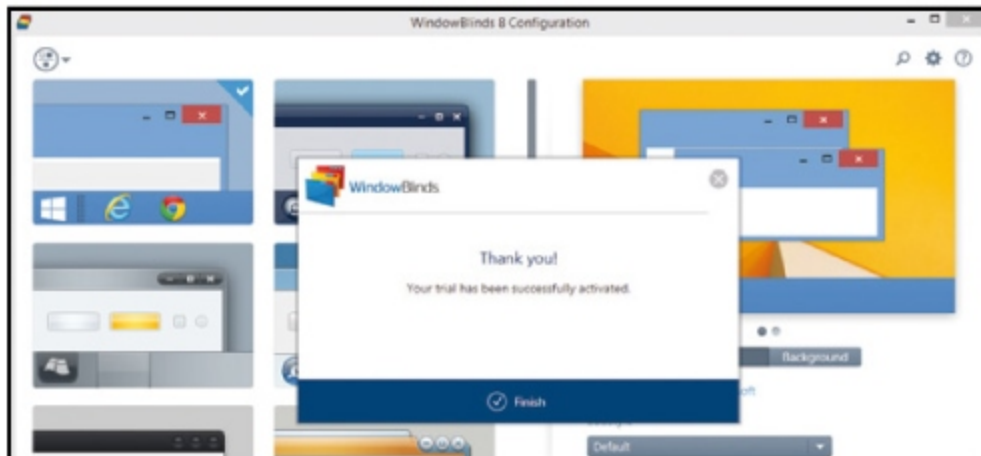 WindowBlinds 8 Configuration
WindowBlinds
Thank you!
Your trial has been successfully activated.
Finish
Background
Default